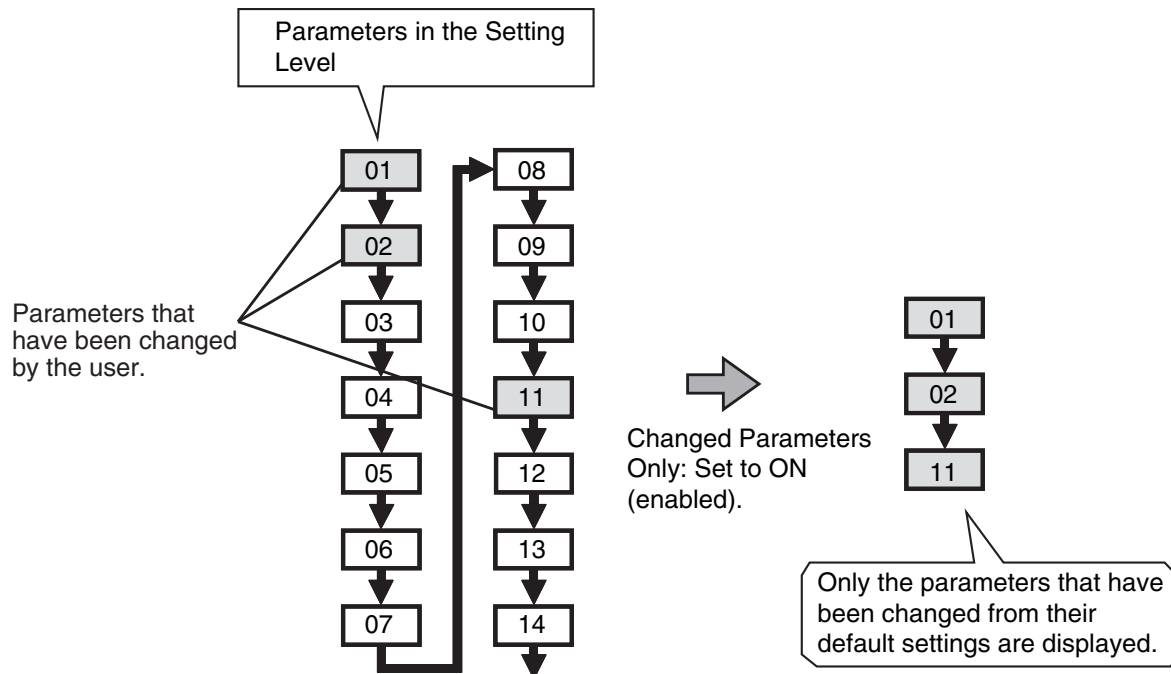 Parameters in the Setting
Level
01
02
03
04
05
06
07
08
09
10
11
12
13
14
Parameters that
have been changed
by the user.
Changed Parameters
Only: Set to ON
(enabled).
01
02
11
Only the parameters that have
been changed from their
default settings are displayed.